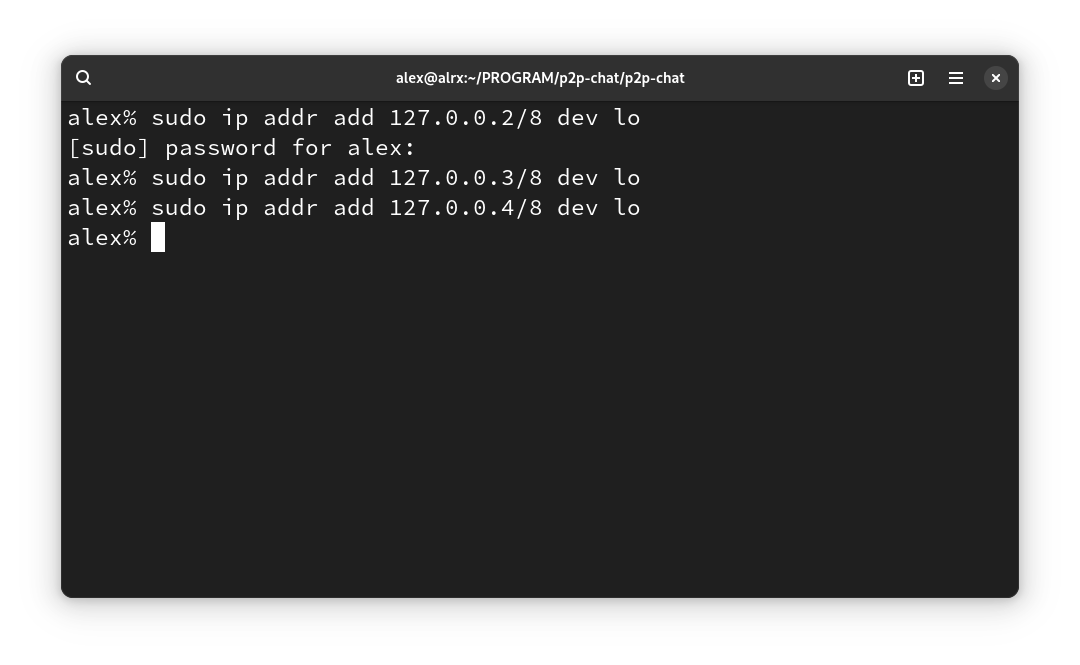 alex@alrx:~/PROGRAM/p2p-chat/p2p-chat
alex% sudo ip addr add 127.0.0.2/8 dev lo
[sudo] password for alex:
alex% sudo ip addr add 127.0.0.3/8 dev lo
alex% sudo ip addr add 127.0.0.4/8 dev lo
alex%